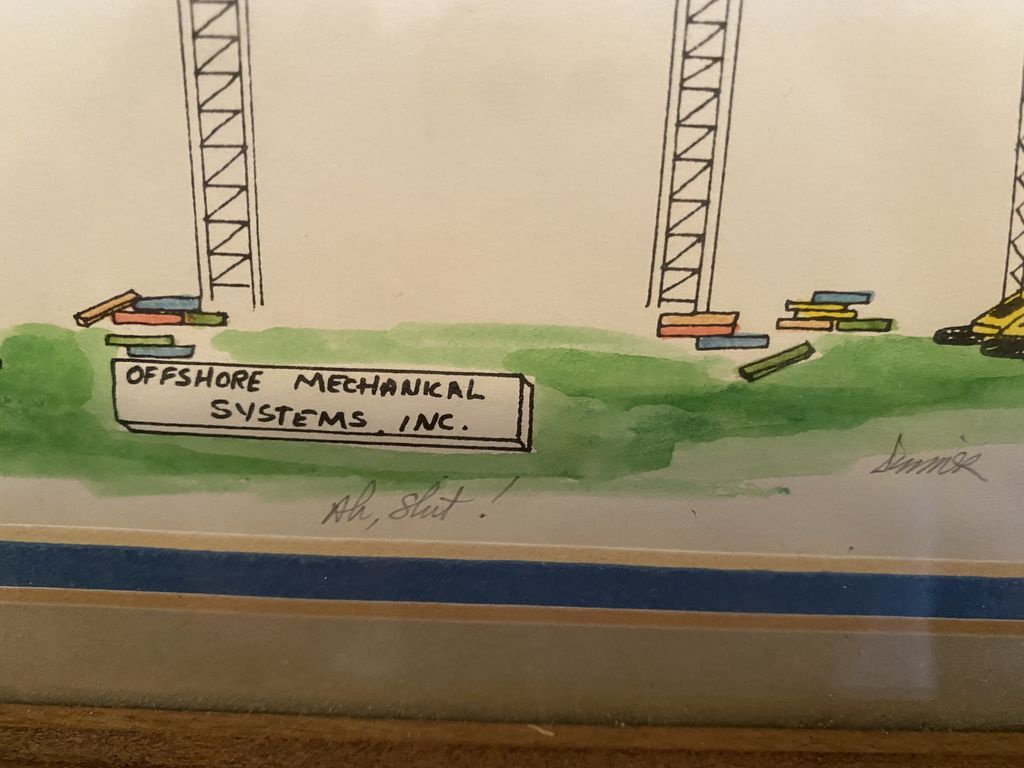 OFFSHORE MECHANICAL
SYSTEMS, INC.
Ah, Shit!